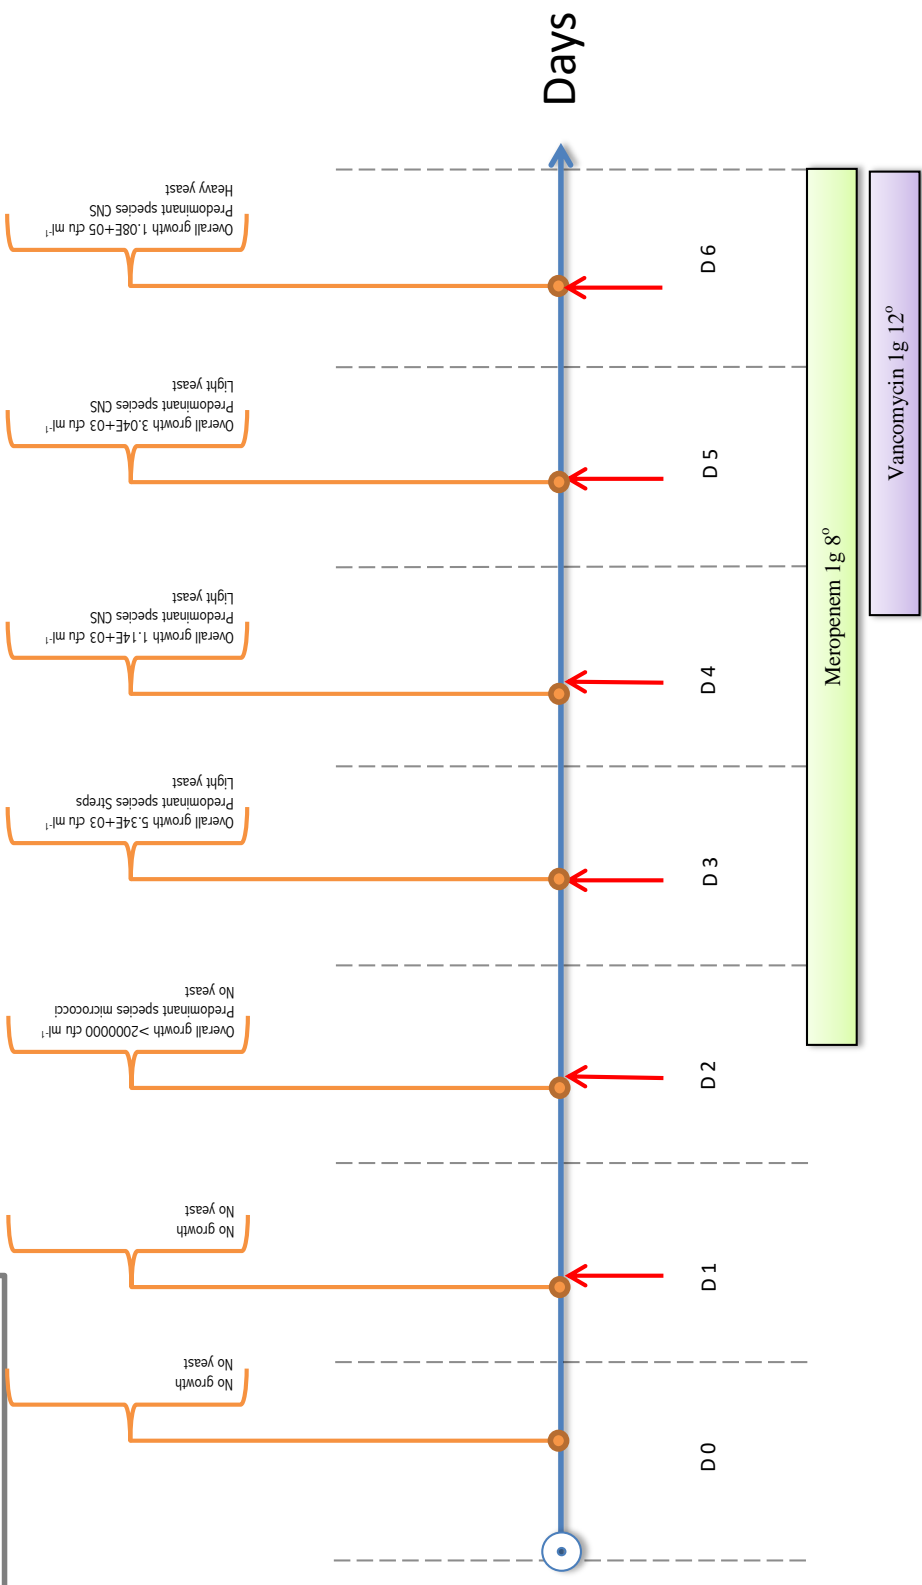 No growth
No yeast
No growth
No yeast
Overall growth >2000000 cfu ml-1
Predominant species micrococci
No yeast
Overall growth 5.34E+03 cfu ml-1
Predominant species Streps
Light yeast
Overall growth 1.14E+03 cfu ml-1
Predominant species CNS
Light yeast
Overall growth 3.04E+03 cfu ml-1
Predominant species CNS
Light yeast
Overall growth 1.08E+05 cfu ml-1
Predominant species CNS
Heavy yeast
Days
D 0
D 1
D 2
D 3
D 4
D 5
D 6
Meropenem 1g 8°
Vancomycin 1g 12°